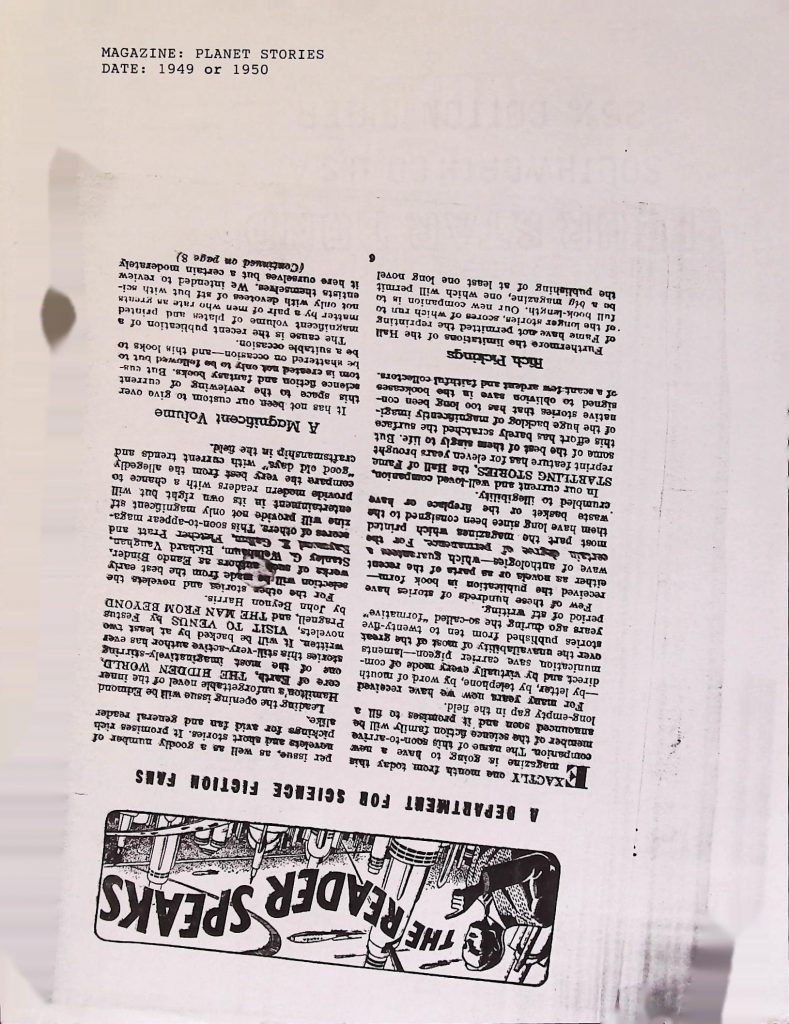 MAGAZINE: PLANET STORIES
DATE: 1949 or 1950
THE READER SPEAKS
A DEPARTMENT FOR SCIENCE FICTION FANS
EXACTLY one month from today this
magazine is going to have a new
companion. The name of this soon-to-arrive
member of the science fiction family will be
announced soon and it promises to fill a
long-empty gap in the field.
For many years now we have received
—by letter, by telephone, by word of mouth
direct and by virtually every mode of com-
munication save carrier pigeon—laments
over the unavailability of most of the great
stories published from ten to twenty-five
years ago during the so-called "formative"
period of stf writing.
Few of these hundreds of stories have
received the publication in book form—
either as novels or as parts of the recent
wave of anthologies—which guarantees a
certain degree of permanence. For the
most part the magazines which printed
them have long since been consigned to the
waste basket or the fireplace or have
crumbled to illegibility.
In our current and well-loved companion,
STARTLING STORIES, the Hall of Fame
reprint feature has for eleven years brought
some of the best of them singly to life. But
this effort has barely scratched the surface
of the huge backlog of magnificently imagi-
native stories that has too long been con-
signed to oblivion save in the bookcases
of a scant few ardent and faithful collectors.
Rich Pickings
Furthermore the limitations of the Hall
of Fame have not permitted the reprinting
of the longer stories, scores of which run to
full book-length. Our new companion is to
be a big magazine, one which will permit
the publishing of at least one long novel
per issue, as well as a goodly number of
novelets and short stories. It promises rich
pickings for avid fan and general reader
alike.
Leading the opening issue will be Edmond
Hamilton's unforgettable novel of the inner
core of Earth, THE HIDDEN WORLD,
one of the most imaginatively-stirring
stories this still-very-active author has ever
written. It will be backed by at least two
novelets, VISIT TO VENUS by Festus
Pragnell, and THE MAN FROM BEYOND
by John Beynon Harris.
For the other stories and novelets the
selection will be made from the best early
works of such authors as Eando Binder,
Stanley G. Weinbaum, Richard Vaughan,
Raymond Z. Gallun, Fletcher Pratt and
scores of others. This soon-to-appear maga-
zine will provide not only magnificent stf
entertainment in its own right but will
provide modern readers with a chance to
compare the very best from the allegedly
"good old days" with current trends and
craftsmanship in the field.
A Magnificent Volume
It has not been our custom to give over
this space to the reviewing of current
science fiction and fantasy books. But cus-
tom is created not only to be followed but to
be shattered on occasion—and this looks to
be a suitable occasion.
The cause is the recent publication of a
magnificent volume of plates and printed
matter by a pair of men who rate as greats
not only with devotees of stf but with sci-
entists themselves. We intended to review
it here ourselves but a certain moderately
(Continued on page 8)
6